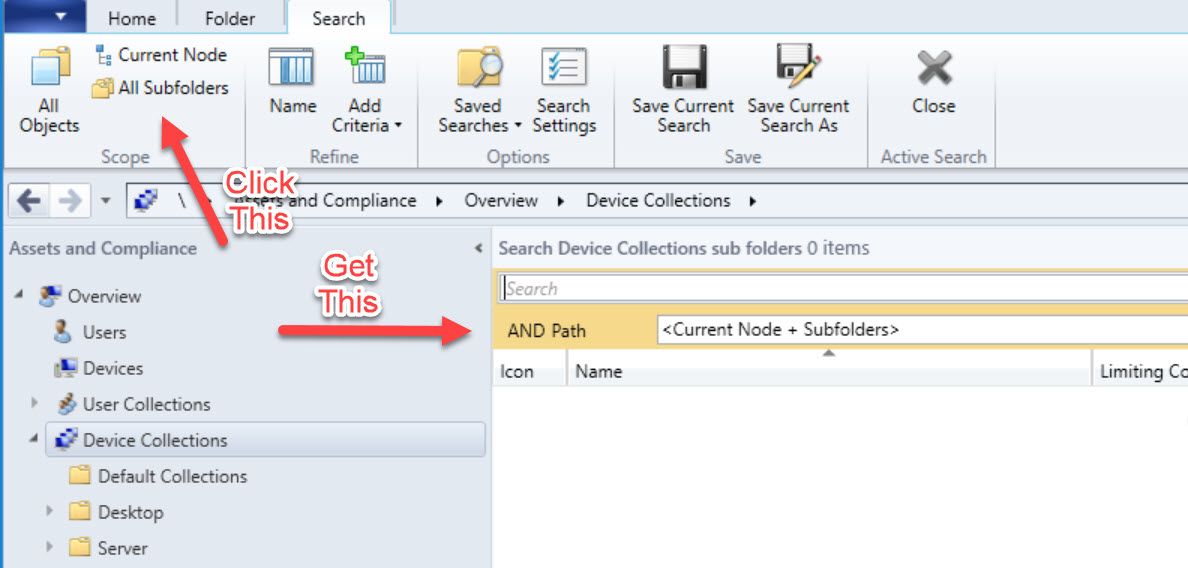 Home Folder Search
All Objects
Current Node
All Subfolders
Scope
Name
Add Criteria
Refine
Saved Searches
Search Settings
Options
Save Current Search
Save Current Search As
Save
Close
Active Search
Click
This
\ Assets and Compliance Overview Device Collections
Assets and Compliance
Overview
Users
Devices
User Collections
Device Collections
Default Collections
Desktop
Server
Get
This
Search Device Collections sub folders 0 items
Search
AND Path <Current Node + Subfolders>
Icon Name Limiting Co